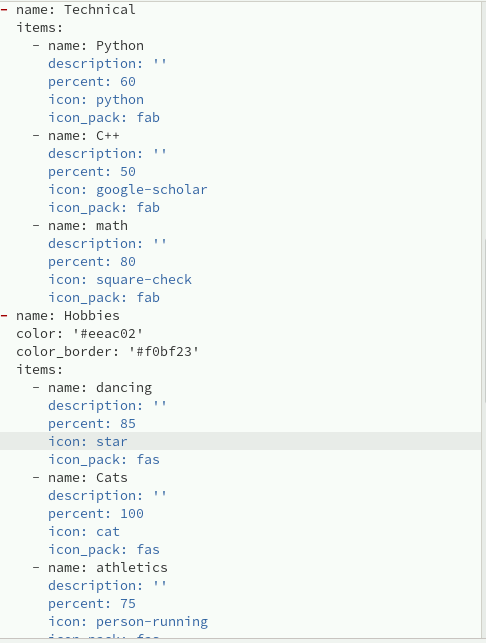 - name: Technical
  items:
    - name: Python
      description: ''
      percent: 60
      icon: python
      icon_pack: fab
    - name: C++
      description: ''
      percent: 50
      icon: google-scholar
      icon_pack: fab
    - name: math
      description: ''
      percent: 80
      icon: square-check
      icon_pack: fab
- name: Hobbies
  color: '#eeac02'
  color_border: '#f0bf23'
  items:
    - name: dancing
      description: ''
      percent: 85
      icon: star
      icon_pack: fas
    - name: Cats
      description: ''
      percent: 100
      icon: cat
      icon_pack: fas
    - name: athletics
      description: ''
      percent: 75
      icon: person-running